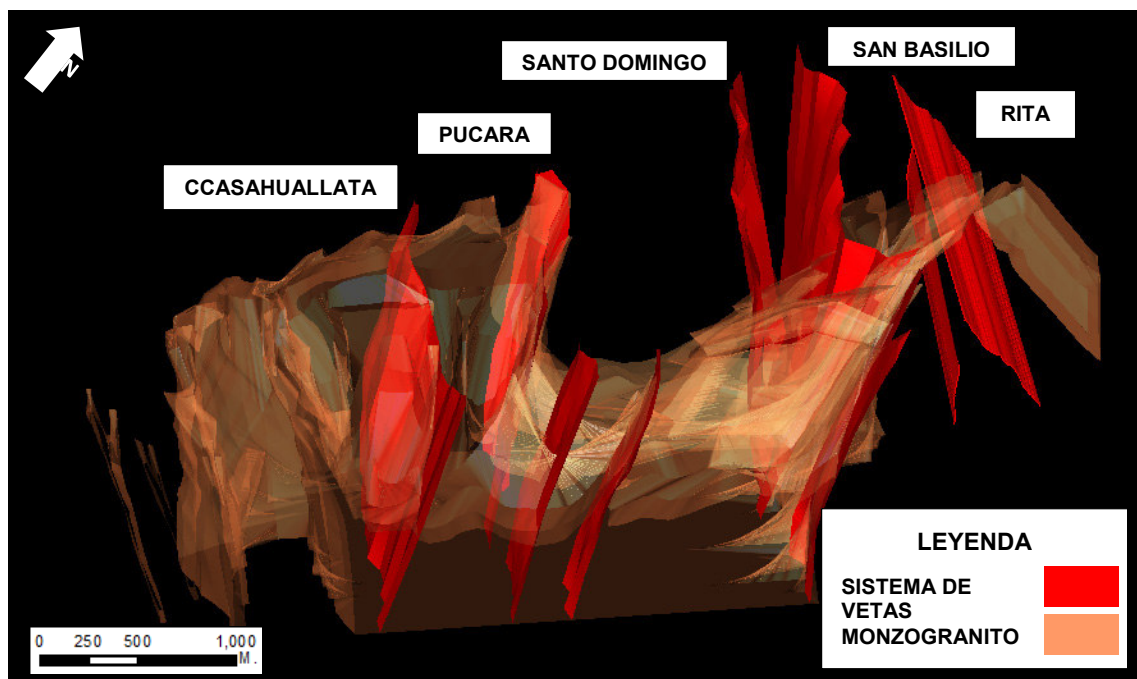 N
SANTO DOMINGO
SAN BASILIO
RITA
PUCARA
CCASAHUALLATA
LEYENDA
SISTEMA DE
VETAS
MONZOGRANITO
0 250 500 1,000
M.